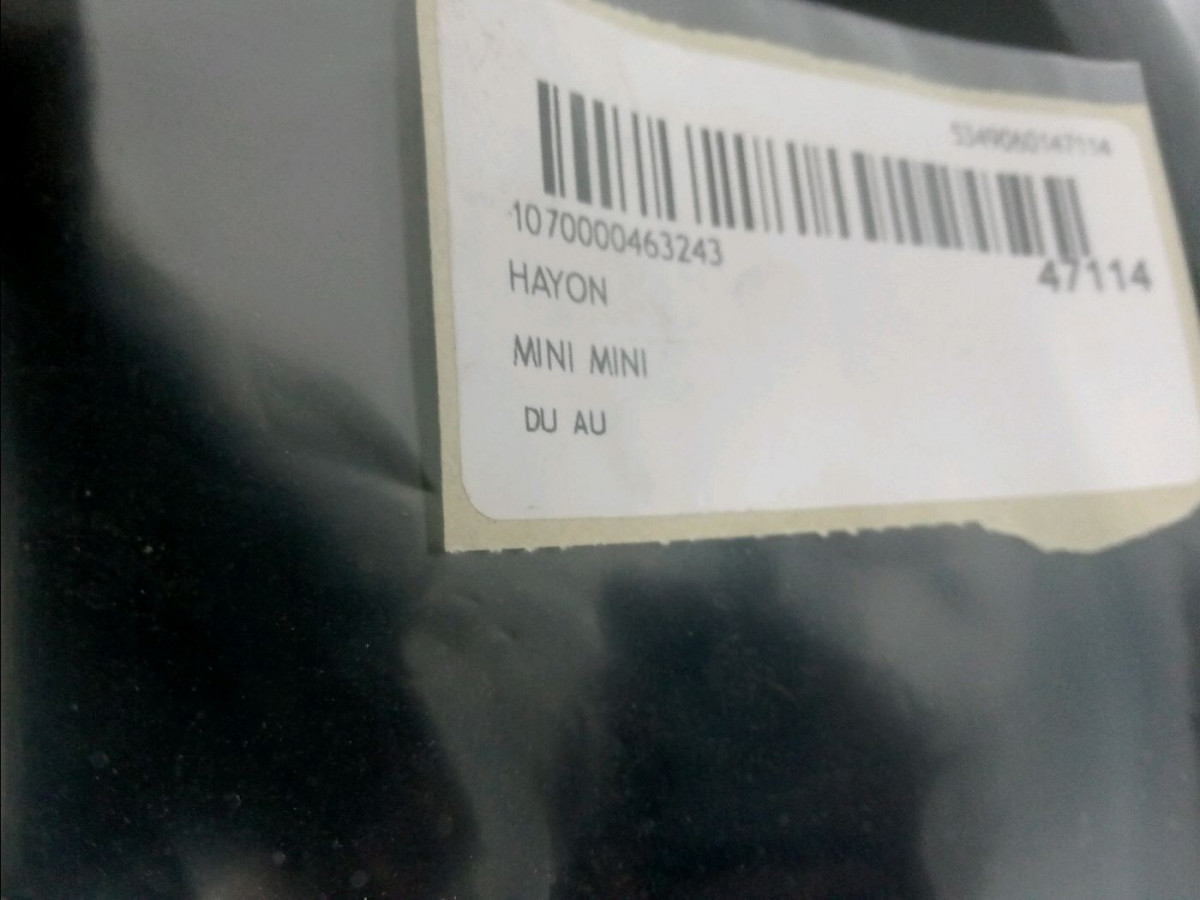 5349060147114
1070000463243
47114
HAYON
MINI MINI
DU AU